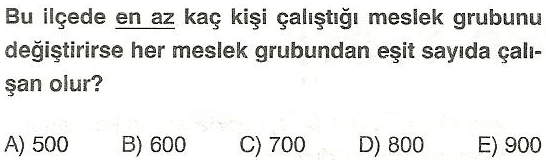 Bu ilçede en az kaç kişi çalıştığı meslek grubunu
değiştirirse her meslek grubundan eşit sayıda çalı-
şan olur?
A) 500 B) 600 C) 700 D) 800 E) 900